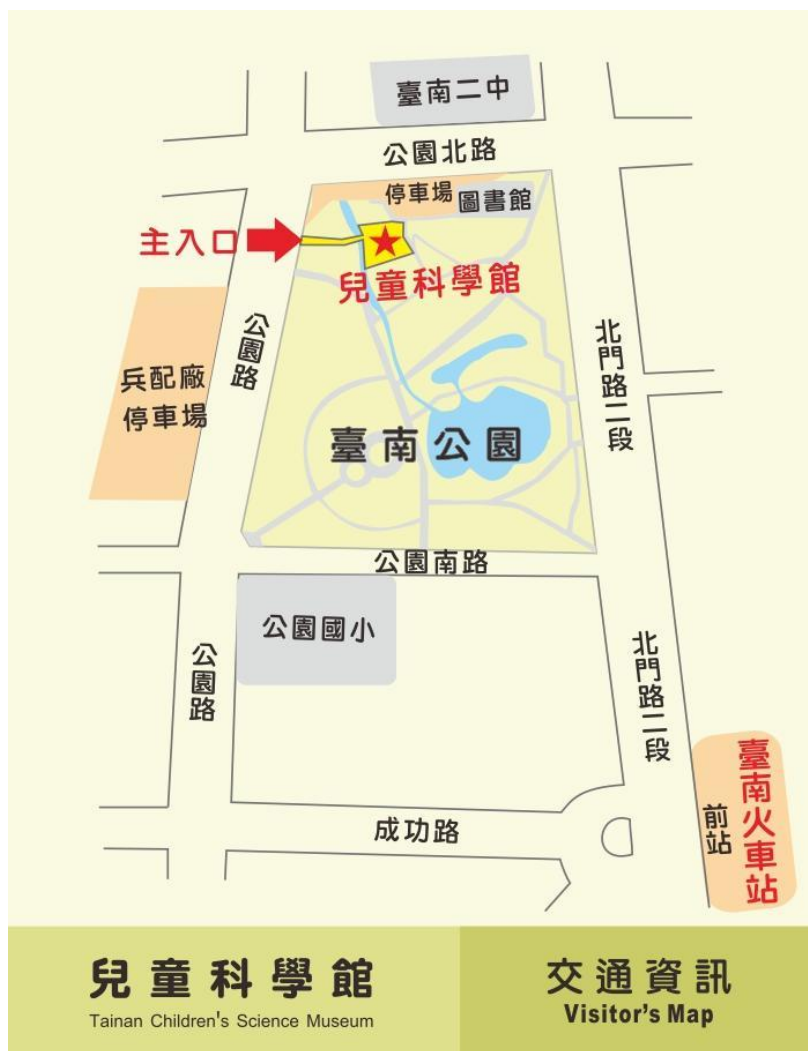 臺南二中
公園北路
停車場
圖書館
主入口
兒童科學館
公園路
北門路二段
兵配廠
停車場
臺南公園
公園南路
公園國小
公園路
北門路二段
臺南火車站
前站
成功路
兒童科學館
Tainan Children's Science Museum
交通資訊
Visitor's Map